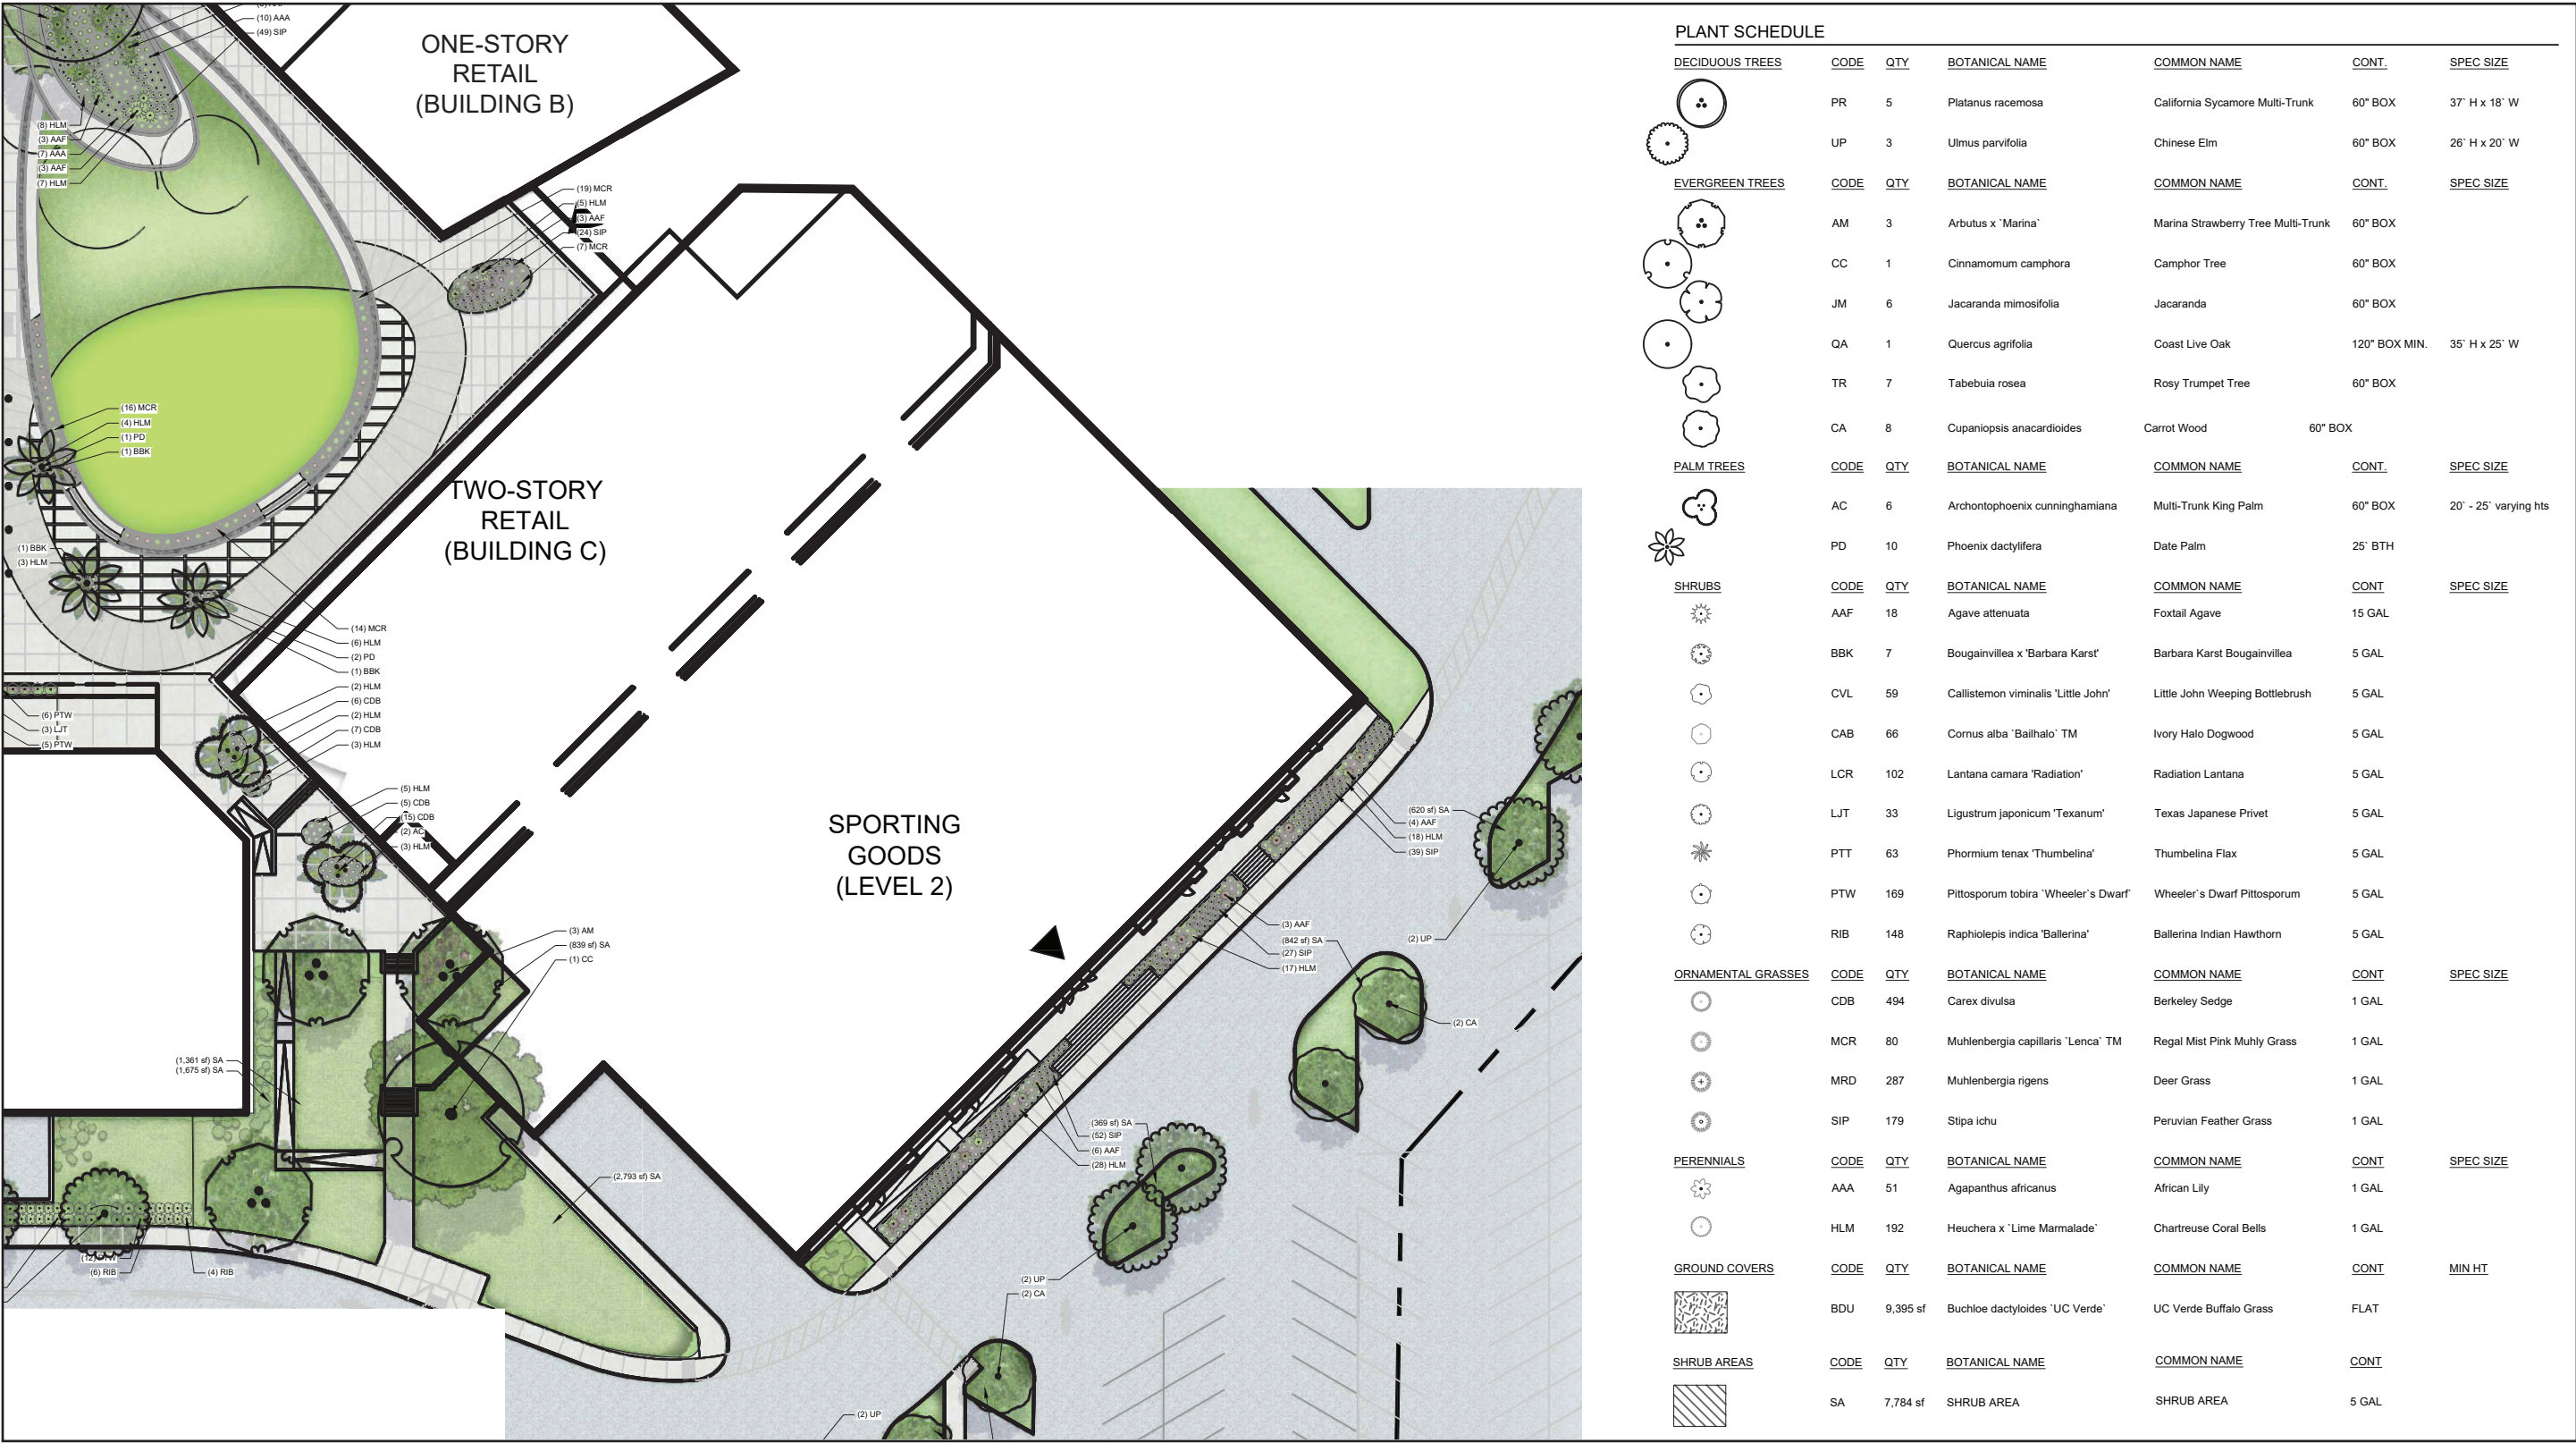 (10) AAA
(49) SIP
ONE-STORY
RETAIL
(BUILDING B)
(8) HLM
(3) AAF
(7) AAA
(3) AAF
(7) HLM
(19) MCR
(5) HLM
(3) AAF
(24) SIP
(7) MCR
(16) MCR
(4) HLM
(1) PD
(1) BBK
TWO-STORY
RETAIL
(BUILDING C)
(1) BBK
(3) HLM
(14) MCR
(6) HLM
(2) PD
(1) BBK
(2) HLM
(6) CDB
(2) HLM
(7) CDB
(3) HLM
(6) PTW
(3) LJT
(5) PTW
(5) HLM
(5) CDB
(15) CDB
(2) AC
(3) HLM
SPORTING
GOODS
(LEVEL 2)
(620 sf) SA
(4) AAF
(18) HLM
(39) SIP
(3) AM
(839 sf) SA
(1) CC
(3) AAF
(842 sf) SA
(27) SIP
(17) HLM
(2) UP
(2) CA
(1,361 sf) SA
(1,675 sf) SA
(369 sf) SA
(52) SIP
(6) AAF
(28) HLM
(2,793 sf) SA
(12) PTW
(6) RIB
(4) RIB
(2) UP
(2) CA
(2) UP
PLANT SCHEDULE
DECIDUOUS TREES CODE QTY BOTANICAL NAME COMMON NAME CONT. SPEC SIZE
PR 5 Platanus racemosa California Sycamore Multi-Trunk 60" BOX 37` H x 18` W
UP 3 Ulmus parvifolia Chinese Elm 60" BOX 26` H x 20` W
EVERGREEN TREES CODE QTY BOTANICAL NAME COMMON NAME CONT. SPEC SIZE
AM 3 Arbutus x `Marina` Marina Strawberry Tree Multi-Trunk 60" BOX
CC 1 Cinnamomum camphora Camphor Tree 60" BOX
JM 6 Jacaranda mimosifolia Jacaranda 60" BOX
QA 1 Quercus agrifolia Coast Live Oak 120" BOX MIN. 35` H x 25` W
TR 7 Tabebuia rosea Rosy Trumpet Tree 60" BOX
CA 8 Cupaniopsis anacardioides Carrot Wood 60" BOX
PALM TREES CODE QTY BOTANICAL NAME COMMON NAME CONT. SPEC SIZE
AC 6 Archontophoenix cunninghamiana Multi-Trunk King Palm 60" BOX 20` - 25` varying hts
PD 10 Phoenix dactylifera Date Palm 25` BTH
SHRUBS CODE QTY BOTANICAL NAME COMMON NAME CONT SPEC SIZE
AAF 18 Agave attenuata Foxtail Agave 15 GAL
BBK 7 Bougainvillea x 'Barbara Karst' Barbara Karst Bougainvillea 5 GAL
CVL 59 Callistemon viminalis 'Little John' Little John Weeping Bottlebrush 5 GAL
CAB 66 Cornus alba `Bailhalo` TM Ivory Halo Dogwood 5 GAL
LCR 102 Lantana camara 'Radiation' Radiation Lantana 5 GAL
LJT 33 Ligustrum japonicum 'Texanum' Texas Japanese Privet 5 GAL
PTT 63 Phormium tenax 'Thumbelina' Thumbelina Flax 5 GAL
PTW 169 Pittosporum tobira `Wheeler`s Dwarf` Wheeler`s Dwarf Pittosporum 5 GAL
RIB 148 Raphiolepis indica 'Ballerina' Ballerina Indian Hawthorn 5 GAL
ORNAMENTAL GRASSES CODE QTY BOTANICAL NAME COMMON NAME CONT SPEC SIZE
CDB 494 Carex divulsa Berkeley Sedge 1 GAL
MCR 80 Muhlenbergia capillaris `Lenca` TM Regal Mist Pink Muhly Grass 1 GAL
MRD 287 Muhlenbergia rigens Deer Grass 1 GAL
SIP 179 Stipa ichu Peruvian Feather Grass 1 GAL
PERENNIALS CODE QTY BOTANICAL NAME COMMON NAME CONT SPEC SIZE
AAA 51 Agapanthus africanus African Lily 1 GAL
HLM 192 Heuchera x `Lime Marmalade` Chartreuse Coral Bells 1 GAL
GROUND COVERS CODE QTY BOTANICAL NAME COMMON NAME CONT MIN HT
BDU 9,395 sf Buchloe dactyloides `UC Verde` UC Verde Buffalo Grass FLAT
SHRUB AREAS CODE QTY BOTANICAL NAME COMMON NAME CONT
SA 7,784 sf SHRUB AREA SHRUB AREA 5 GAL